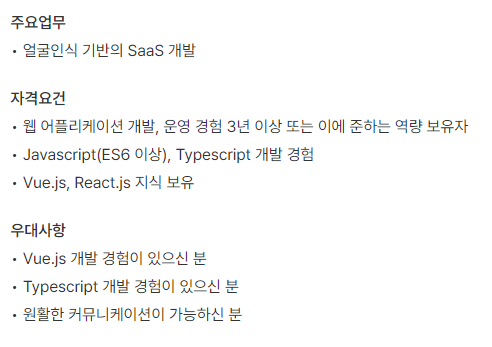 주요업무
• 얼굴인식 기반의 SaaS 개발
자격요건
• 웹 어플리케이션 개발, 운영 경험 3년 이상 또는 이에 준하는 역량 보유자
• Javascript(ES6 이상), Typescript 개발 경험
• Vue.js, React.js 지식 보유
우대사항
• Vue.js 개발 경험이 있으신 분
• Typescript 개발 경험이 있으신 분
• 원활한 커뮤니케이션이 가능하신 분